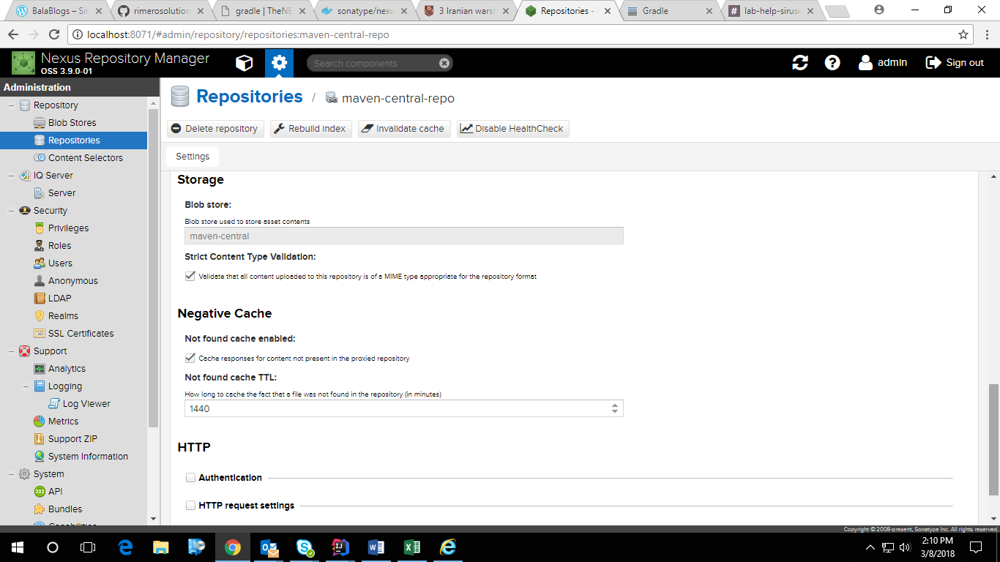 BalaBlogs – Sin
rimerosolution
gradle | TheNE
sonatype/nexu
3 Iranian warsh
Repositories -
Gradle
lab-help-siruse
localhost:8071/#admin/repository/repositories:maven-central-repo
Nexus Repository Manager
OSS 3.9.0-01
Search components
admin
Sign out
Administration
Repository
Blob Stores
Repositories
Content Selectors
IQ Server
Server
Security
Privileges
Roles
Users
Anonymous
LDAP
Realms
SSL Certificates
Support
Analytics
Logging
Log Viewer
Metrics
Support ZIP
System Information
System
API
Bundles
Capabilities
Repositories / maven-central-repo
Delete repository
Rebuild index
Invalidate cache
Disable HealthCheck
Settings
Storage
Blob store:
Blob store used to store asset contents
maven-central
Strict Content Type Validation:
Validate that all content uploaded to this repository is of a MIME type appropriate for the repository format
Negative Cache
Not found cache enabled:
Cache responses for content not present in the proxied repository
Not found cache TTL:
How long to cache the fact that a file was not found in the repository (in minutes)
1440
HTTP
Authentication
HTTP request settings
Copyright © 2008-present, Sonatype Inc. All rights reserved.
2:10 PM
3/8/2018